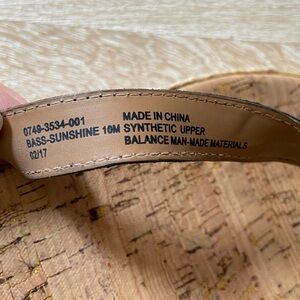 0749-3534-001
BASS-SUNSHINE 10M
02/17
MADE IN CHINA
SYNTHETIC UPPER
BALANCE MAN-MADE MATERIALS